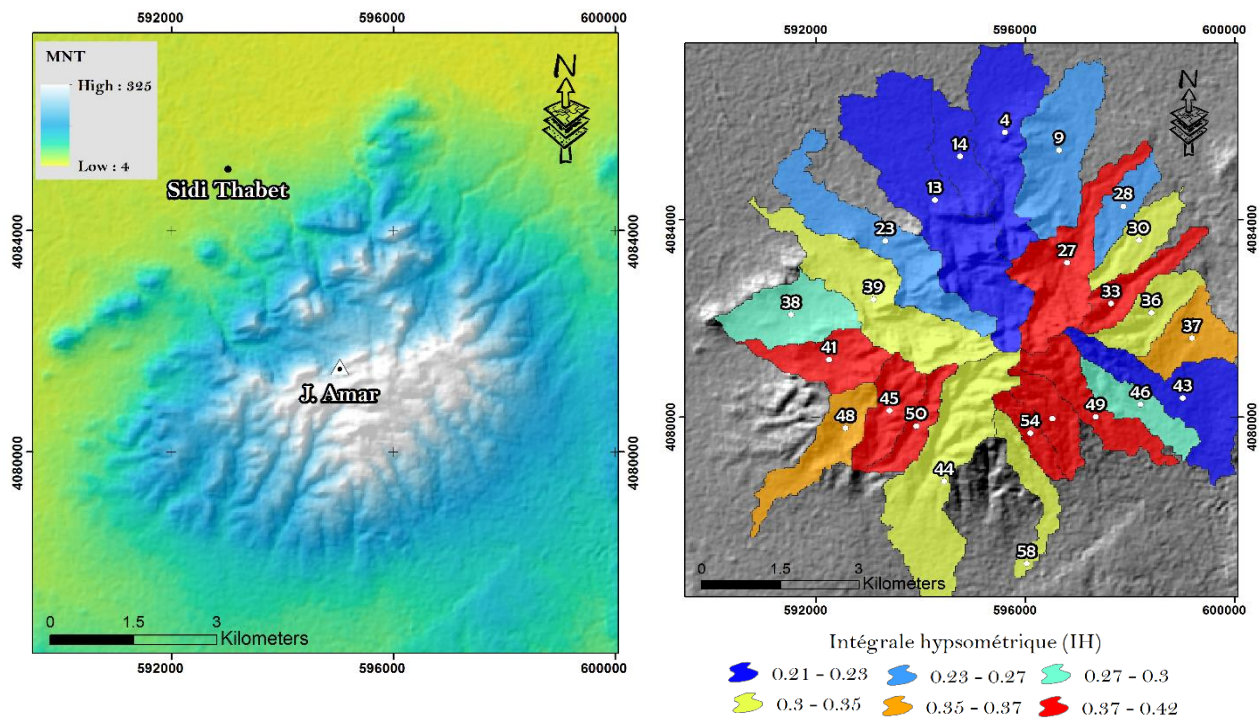 592000 596000 600000
MNT
High : 325
Low : 4
N
Sidi Thabet
J. Amar
4084000
4080000
4084000
4080000
0 1.5 3
Kilometers
592000 596000 600000
592000 596000 600000
N
4
14
9
13
28
23
30
27
39
33
36
38
37
41
43
46
45
49
48
50
54
44
58
4084000
4080000
4084000
4080000
0 1.5 3
Kilometers
592000 596000 600000
Intégrale hypsométrique (IH)
0.21 - 0.23 0.23 - 0.27 0.27 - 0.3
0.3 - 0.35 0.35 - 0.37 0.37 - 0.42